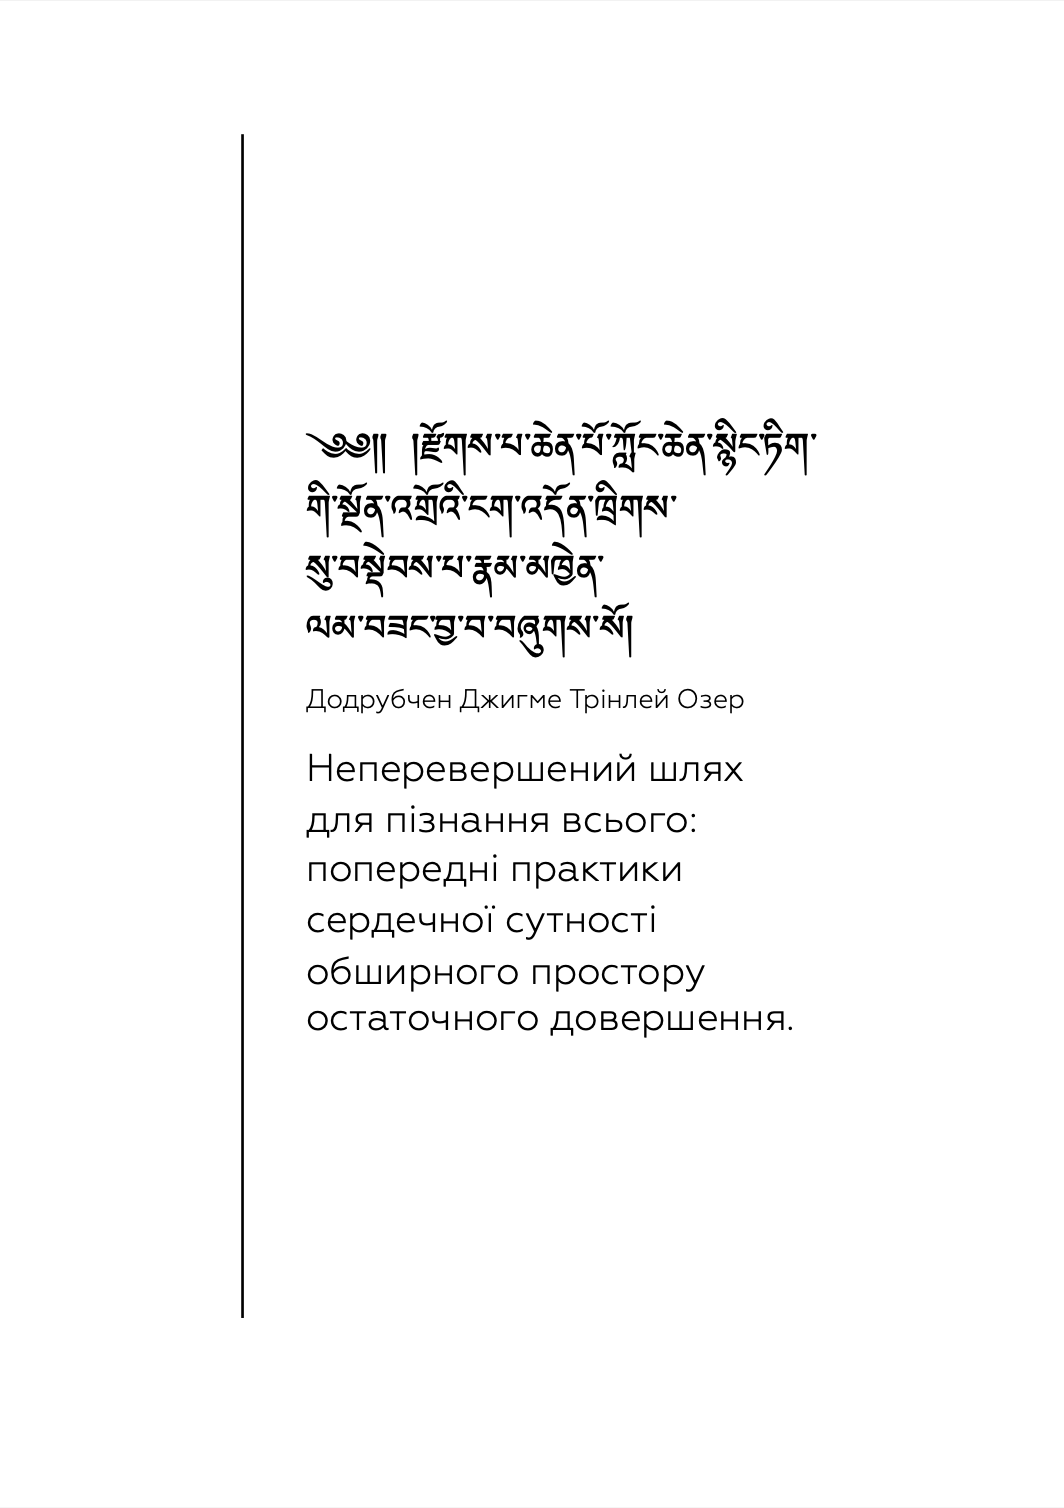 ༄༅།། །རྫོགས་པ་ཆེན་པོ་ཀློང་ཆེན་སྙིང་ཏིག་
གི་སྔོན་འགྲོའི་ངག་འདོན་ཁྲིགས་
སུ་བསྡེབས་པ་རྣམ་མཁྱེན་
ལམ་བཟང་བྱ་བ་བཞུགས་སོ།
Додрубчен Джигме Трінлей Озер
Неперевершений шлях
для пізнання всього:
попередні практики
сердечної сутності
обширного простору
остаточного довершення.